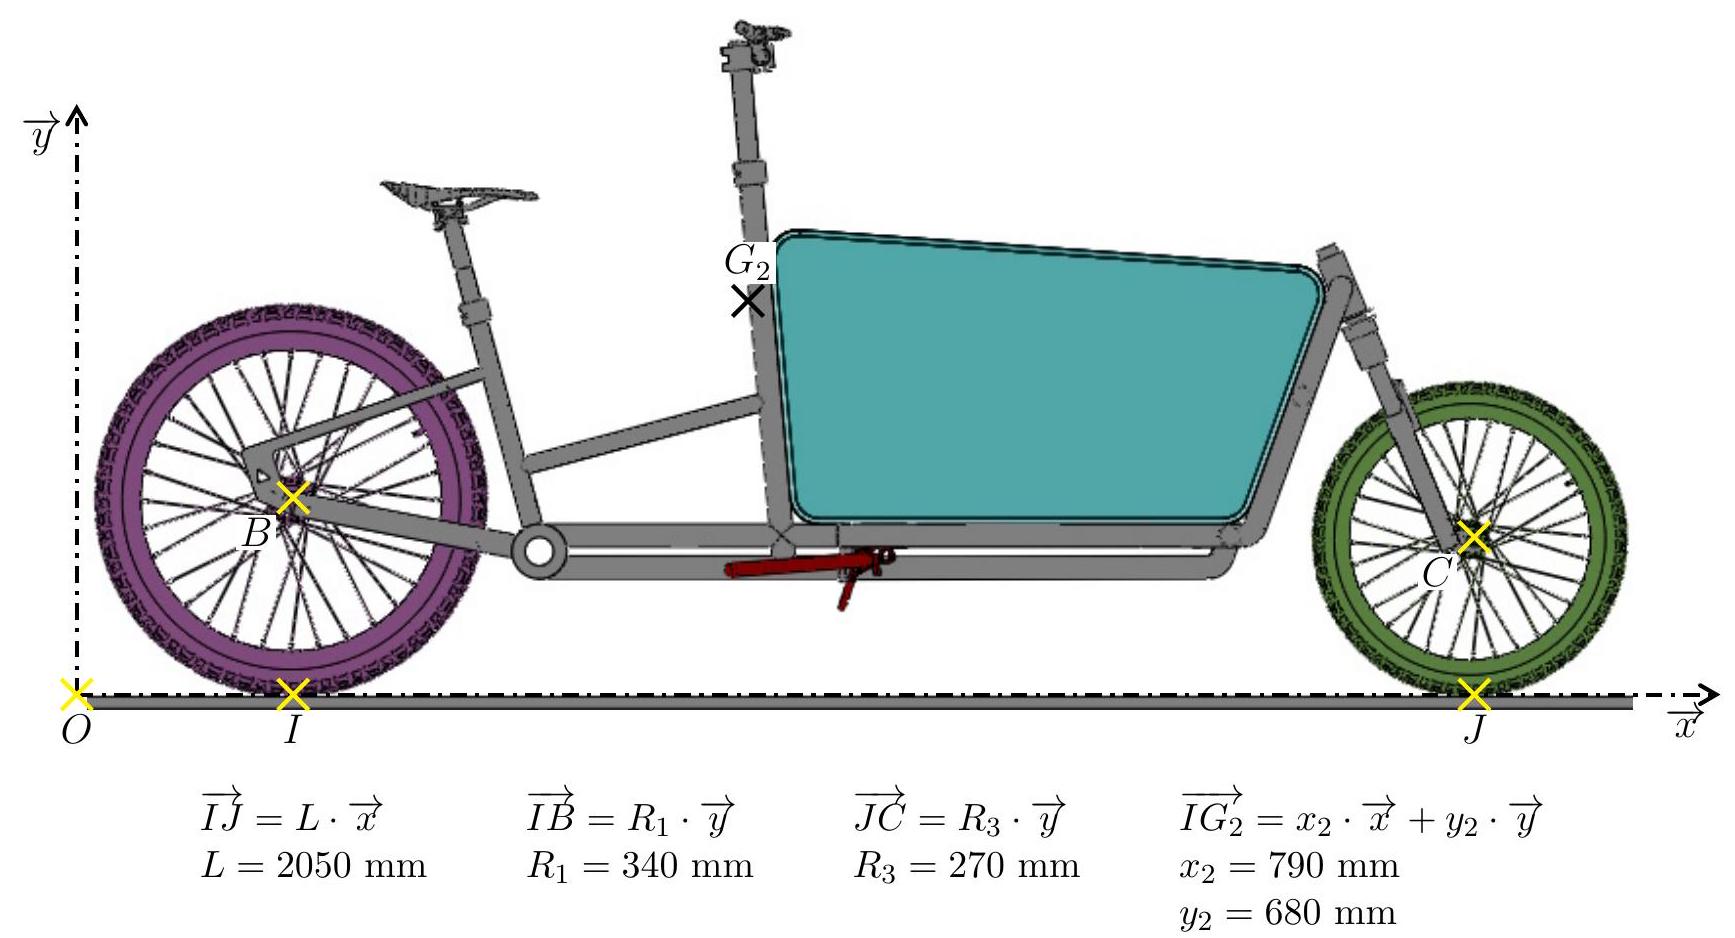 $\overrightarrow{y}$
$G_2$
$B$
$C$
$O$ $I$ $J$ $\overrightarrow{x}$
$\overrightarrow{IJ} = L \cdot \overrightarrow{x}$ $\overrightarrow{IB} = R_1 \cdot \overrightarrow{y}$ $\overrightarrow{JC} = R_3 \cdot \overrightarrow{y}$ $\overrightarrow{IG_2} = x_2 \cdot \overrightarrow{x} + y_2 \cdot \overrightarrow{y}$
$L = 2050$ mm $R_1 = 340$ mm $R_3 = 270$ mm $x_2 = 790$ mm
$y_2 = 680$ mm